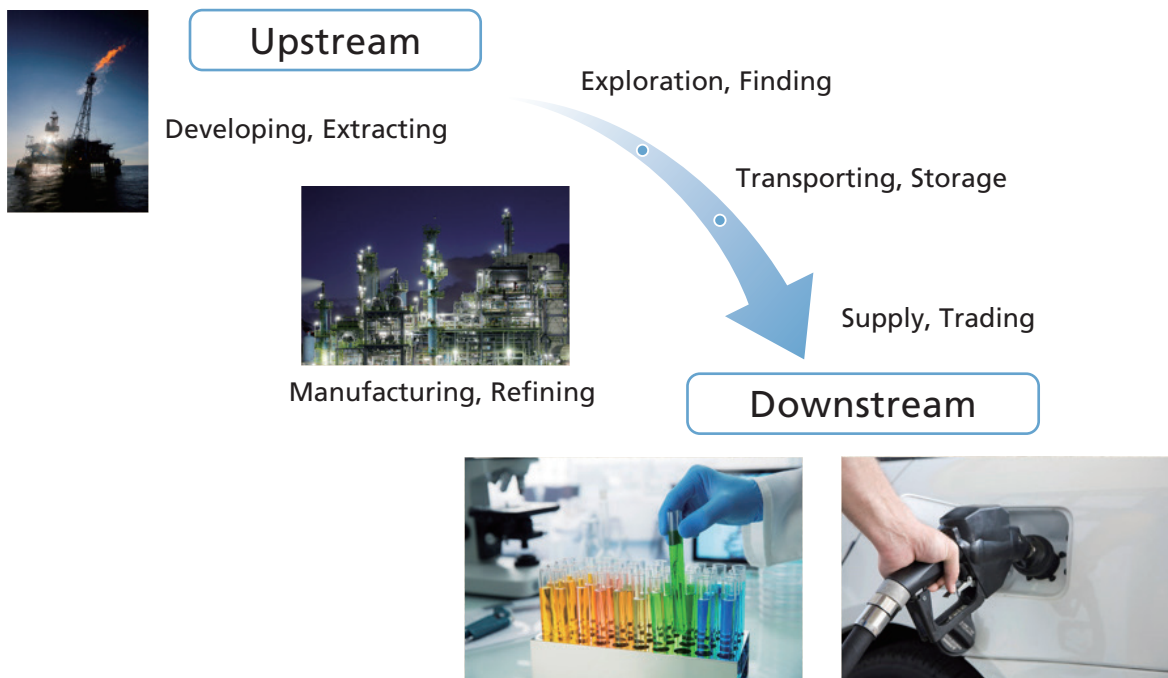 Upstream
Exploration, Finding
Developing, Extracting
Transporting, Storage
Supply, Trading
Manufacturing, Refining
Downstream